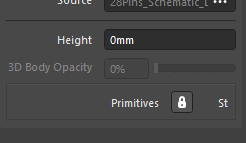 Source 28Pins_Schematic_L •••
Height 0mm
3D Body Opacity 0%
Primitives St